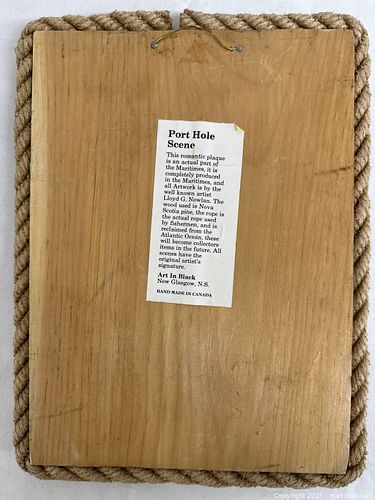 Port Hole
Scene
This romantic plaque
is an actual part of
the Maritimes, it is
completely produced
in the Maritimes, and
all Artwork is by the
well known artist
Lloyd G. Nowlan. The
wood used is Nova
Scotia pine, the rope is
the actual rope used
by fishermen, and is
reclaimed from the
Atlantic Ocean, these
will become collectors
items in the future. All
scenes have the
original artist's
signature.
Art In Black
New Glasgow, N.S.
HAND MADE IN CANADA